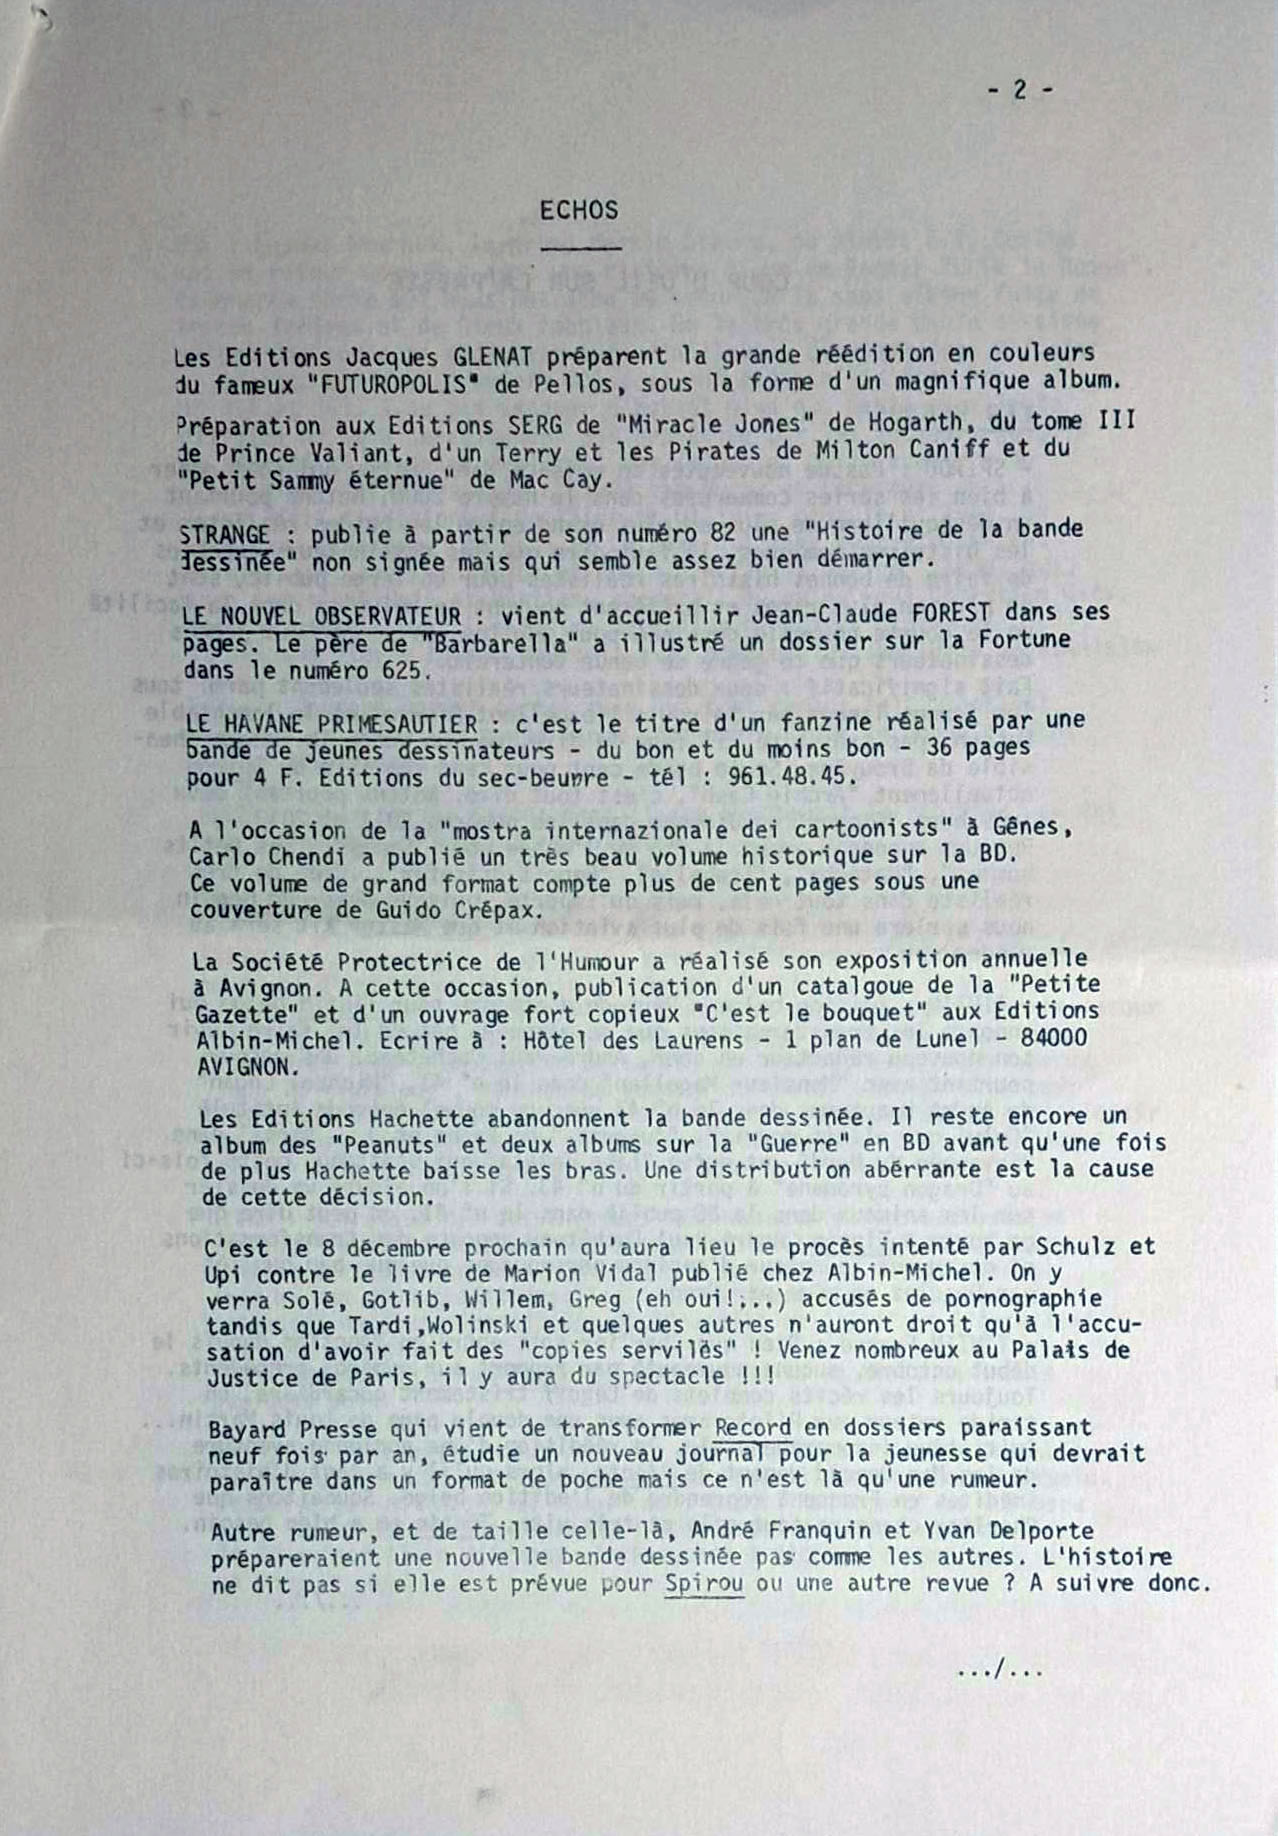 - 2 -
ECHOS
Les Editions Jacques GLENAT préparent la grande réédition en couleurs
du fameux "FUTUROPOLIS" de Pellos, sous la forme d'un magnifique album.
Préparation aux Editions SERG de "Miracle Jones" de Hogarth, du tome III
de Prince Valiant, d'un Terry et les Pirates de Milton Caniff et du
"Petit Sammy éternue" de Mac Cay.
STRANGE : publie à partir de son numéro 82 une "Histoire de la bande
dessinée" non signée mais qui semble assez bien démarrer.
LE NOUVEL OBSERVATEUR : vient d'accueillir Jean-Claude FOREST dans ses
pages. Le père de "Barbarella" a illustré un dossier sur la Fortune
dans le numéro 625.
LE HAVANE PRIMESAUTIER : c'est le titre d'un fanzine réalisé par une
bande de jeunes dessinateurs - du bon et du moins bon - 36 pages
pour 4 F. Editions du - tél : 961.48.45.
A l'occasion de la "mostra internazionale dei cartoonists" à Gênes,
Carlo Chendi a publié un très beau volume historique sur la BD.
Ce volume de grand format compte plus de cent pages sous une
couverture de Guido Crépax.
La Société Protectrice de l'Humour a réalisé son exposition annuelle
à Avignon. A cette occasion, publication d'un catalgoue de la "Petite
Gazette" et d'un ouvrage fort copieux "C'est le bouquet" aux Editions
Albin-Michel. Ecrire à : Hôtel des Laurens - 1 plan de Lunel - 84000
AVIGNON.
Les Editions Hachette abandonnent la bande dessinée. Il reste encore un
album des "Peanuts" et deux albums sur la "Guerre" en BD avant qu'une fois
de plus Hachette baisse les bras. Une distribution abérrante est la cause
de cette décision.
C'est le 8 décembre prochain qu'aura lieu le procès intenté par Schulz et
Upi contre le livre de Marion Vidal publié chez Albin-Michel. On y
verra Solé, Gotlib, Willem, Greg (eh oui!...) accusés de pornographie
tandis que Tardi,Wolinski et quelques autres n'auront droit qu'à l'accu-
sation d'avoir fait des "copies serviles" ! Venez nombreux au Palais de
Justice de Paris, il y aura du spectacle !!!
Bayard Presse qui vient de transformer Record en dossiers paraissant
neuf fois par an, étudie un nouveau journal pour la jeunesse qui devrait
paraître dans un format de poche mais ce n'est là qu'une rumeur.
Autre rumeur, et de taille celle-là, André Franquin et Yvan Delporte
prépareraient une nouvelle bande dessinée pas comme les autres. L'histoire
ne dit pas si elle est prévue pour Spirou ou une autre revue ? A suivre donc.
.../...